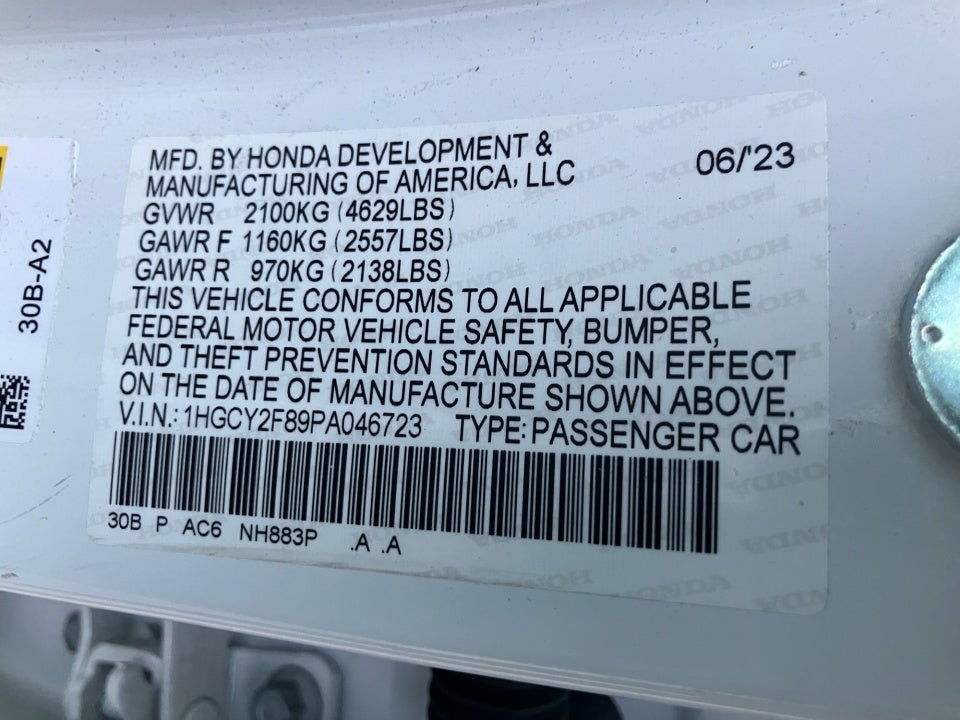 MFD. BY HONDA DEVELOPMENT &
MANUFACTURING OF AMERICA, LLC
06/'23
GVWR 2100KG (4629LBS)
GAWR F 1160KG (2557LBS)
GAWR R 970KG (2138LBS)
THIS VEHICLE CONFORMS TO ALL APPLICABLE
FEDERAL MOTOR VEHICLE SAFETY, BUMPER,
AND THEFT PREVENTION STANDARDS IN EFFECT
ON THE DATE OF MANUFACTURE SHOWN ABOVE.
V.I.N.: 1HGCY2F89PA046723 TYPE: PASSENGER CAR
30B P AC6 NH883P .A .A
30B-A2